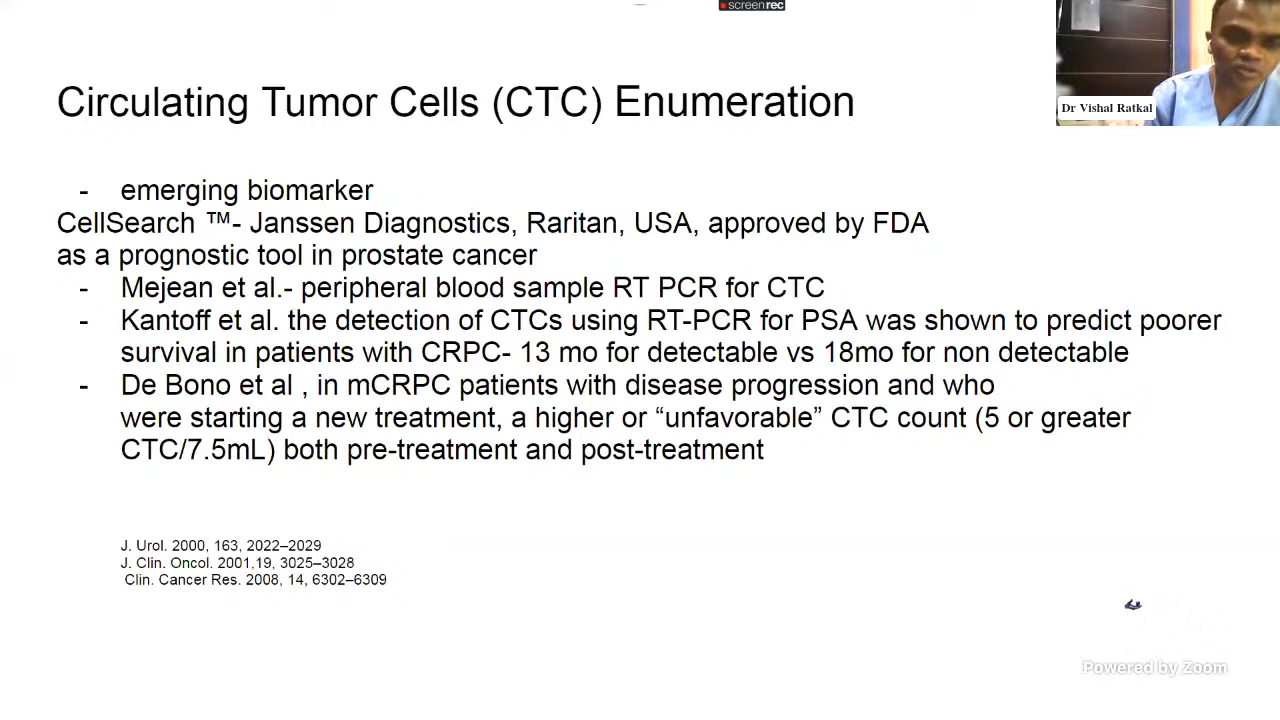 screenrec
Dr Vishal Ratkal
Circulating Tumor Cells (CTC) Enumeration
- emerging biomarker
CellSearch ™- Janssen Diagnostics, Raritan, USA, approved by FDA
as a prognostic tool in prostate cancer
- Mejean et al.- peripheral blood sample RT PCR for CTC
- Kantoff et al. the detection of CTCs using RT-PCR for PSA was shown to predict poorer
survival in patients with CRPC- 13 mo for detectable vs 18mo for non detectable
- De Bono et al , in mCRPC patients with disease progression and who
were starting a new treatment, a higher or “unfavorable” CTC count (5 or greater
CTC/7.5mL) both pre-treatment and post-treatment
J. Urol. 2000, 163, 2022–2029
J. Clin. Oncol. 2001,19, 3025–3028
Clin. Cancer Res. 2008, 14, 6302–6309
Powered by Zoom